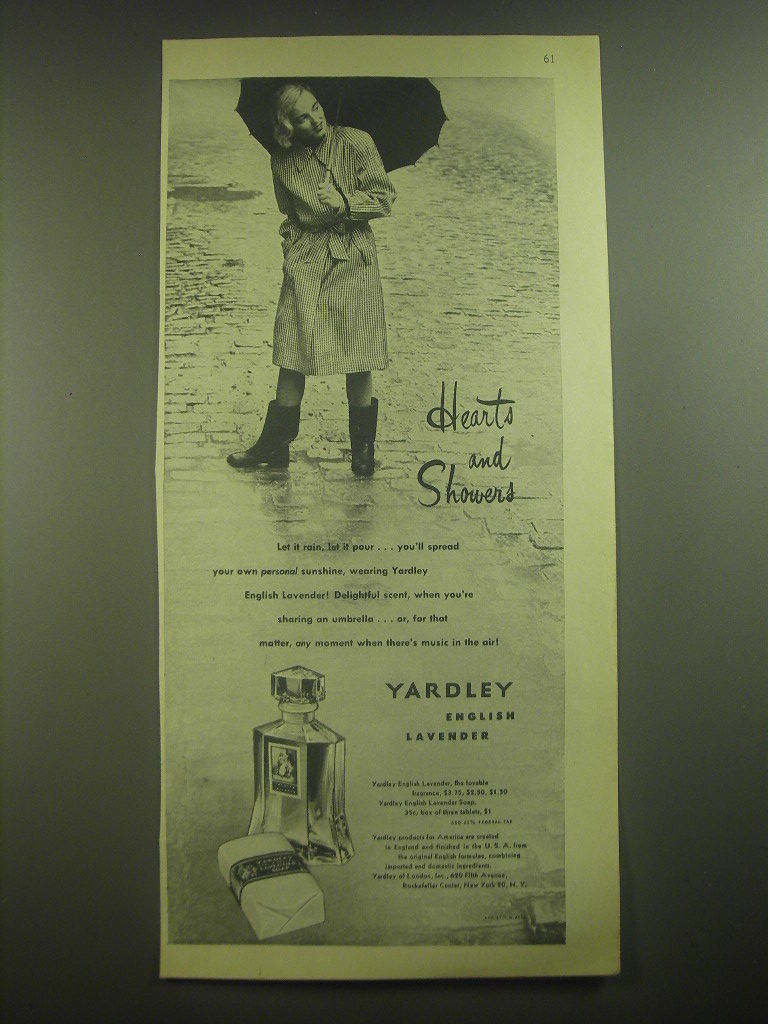 61
Hearts
and
Showers
Let it rain, let it pour . . . you'll spread
your own personal sunshine, wearing Yardley
English Lavender! Delightful scent, when you're
sharing an umbrella . . . or, for that
matter, any moment when there's music in the air!
YARDLEY
ENGLISH
LAVENDER
Yardley English Lavender, the lovable
fragrance, $3.75, $2.50, $1.50
Yardley English Lavender Soap,
35c; box of three tablets, $1
ADD 20% FEDERAL TAX
Yardley products for America are created
in England and finished in the U. S. A. from
the original English formulae, combining
imported and domestic ingredients.
Yardley of London, Inc., 620 Fifth Avenue,
Rockefeller Center, New York 20, N. Y.
YARDLEY